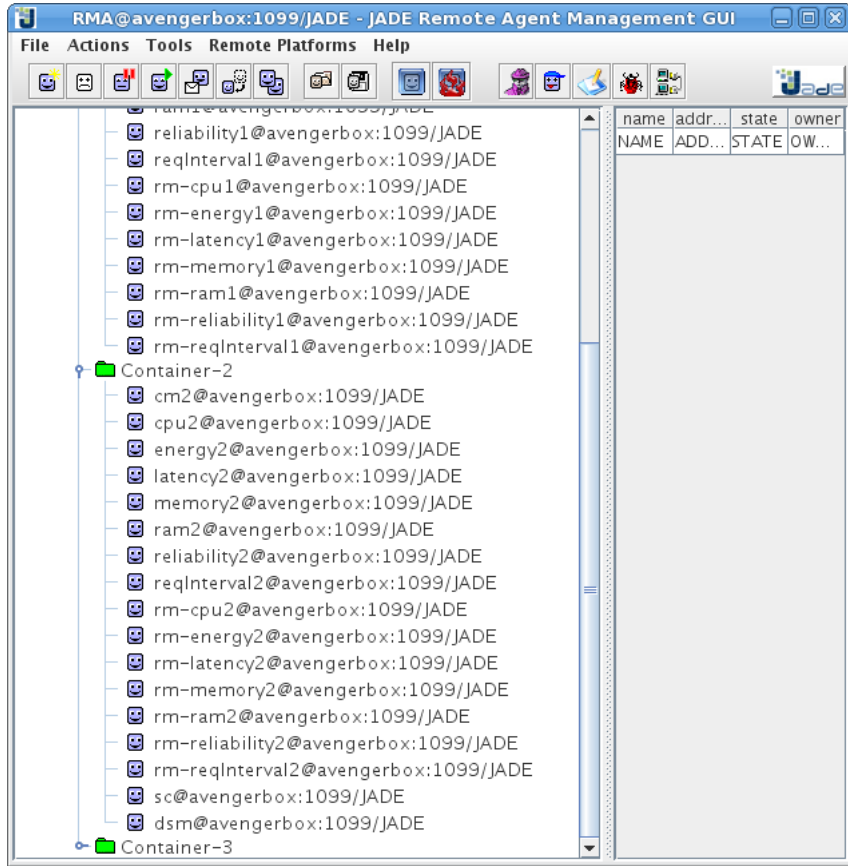 RMA@avengerbox:1099/JADE - JADE Remote Agent Management GUI
File Actions Tools Remote Platforms Help
Jade
ram1@avengerbox:1099/JADE
reliability1@avengerbox:1099/JADE
reqInterval1@avengerbox:1099/JADE
rm-cpu1@avengerbox:1099/JADE
rm-energy1@avengerbox:1099/JADE
rm-latency1@avengerbox:1099/JADE
rm-memory1@avengerbox:1099/JADE
rm-ram1@avengerbox:1099/JADE
rm-reliability1@avengerbox:1099/JADE
rm-reqInterval1@avengerbox:1099/JADE
Container-2
cm2@avengerbox:1099/JADE
cpu2@avengerbox:1099/JADE
energy2@avengerbox:1099/JADE
latency2@avengerbox:1099/JADE
memory2@avengerbox:1099/JADE
ram2@avengerbox:1099/JADE
reliability2@avengerbox:1099/JADE
reqInterval2@avengerbox:1099/JADE
rm-cpu2@avengerbox:1099/JADE
rm-energy2@avengerbox:1099/JADE
rm-latency2@avengerbox:1099/JADE
rm-memory2@avengerbox:1099/JADE
rm-ram2@avengerbox:1099/JADE
rm-reliability2@avengerbox:1099/JADE
rm-reqInterval2@avengerbox:1099/JADE
sc@avengerbox:1099/JADE
dsm@avengerbox:1099/JADE
Container-3
name addr... state owner
NAME ADD... STATE OW...